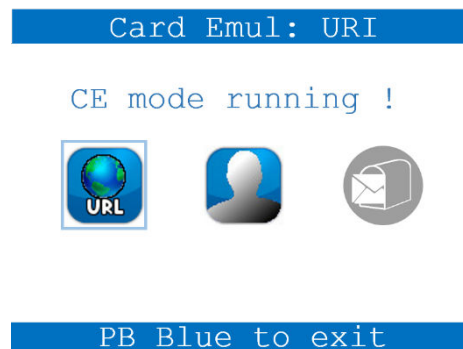 Card Emul: URI
CE mode running !
URL
PB Blue to exit